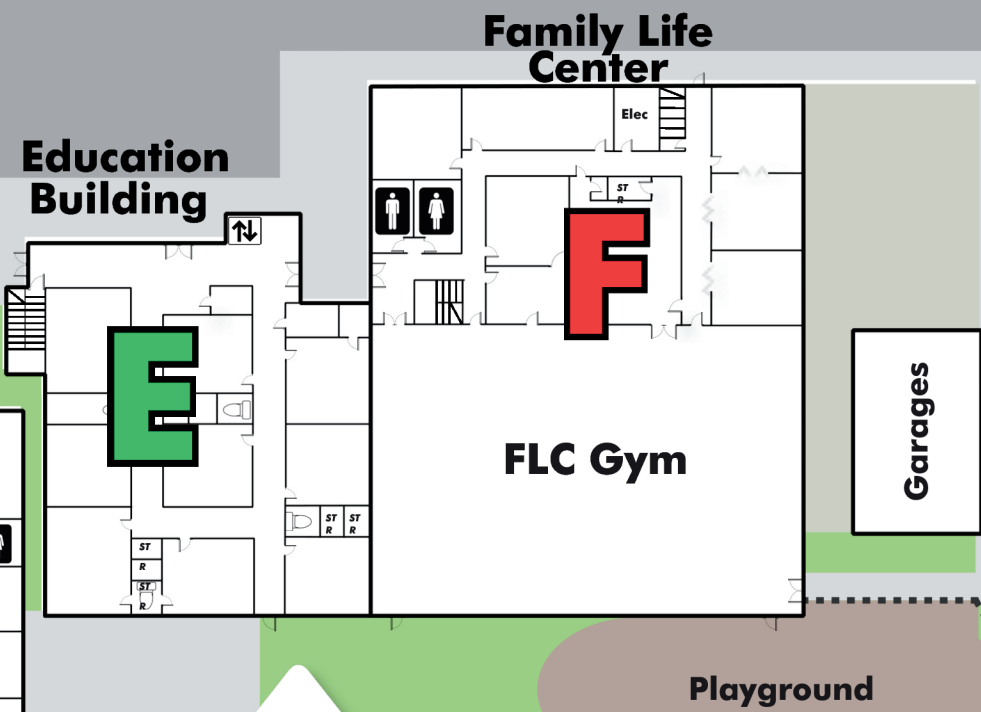 Family Life
Center
Elec
Education
Building
ST
R
F
E
Garages
FLC Gym
ST
R
ST
R
ST
R
ST
R
Playground